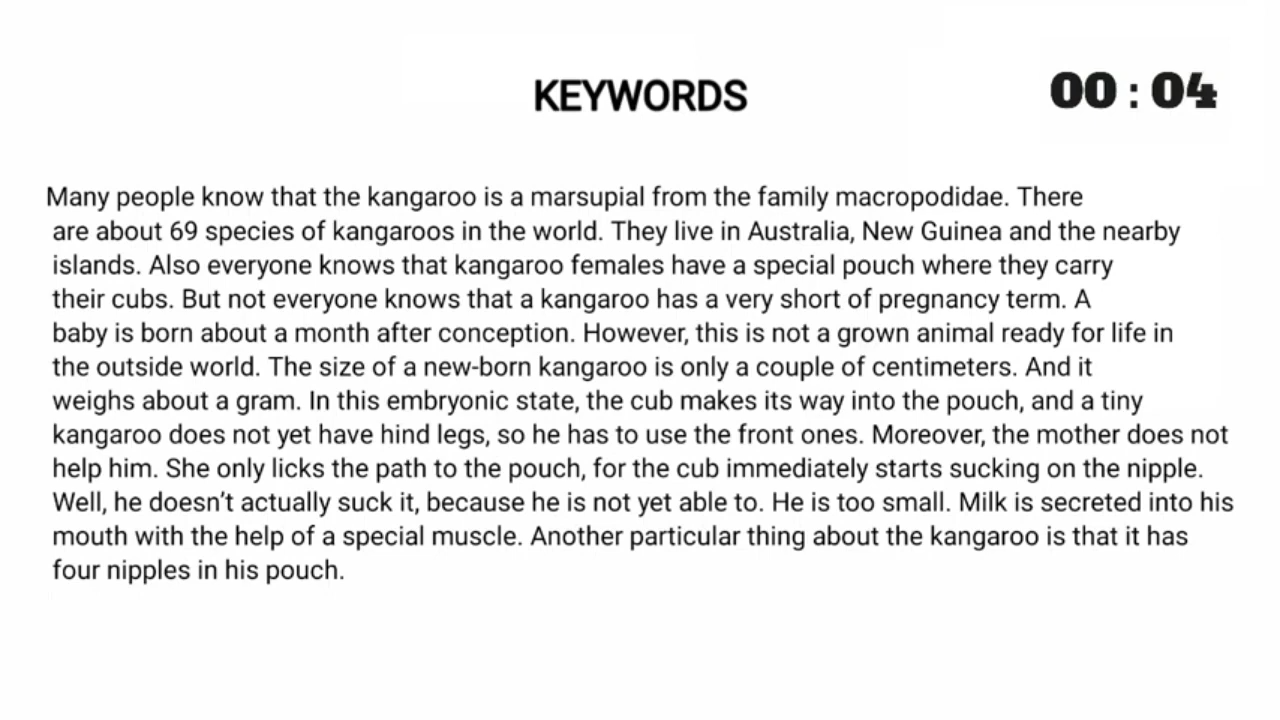 KEYWORDS
00 : 04
Many people know that the kangaroo is a marsupial from the family macropodidae. There
are about 69 species of kangaroos in the world. They live in Australia, New Guinea and the nearby
islands. Also everyone knows that kangaroo females have a special pouch where they carry
their cubs. But not everyone knows that a kangaroo has a very short of pregnancy term. A
baby is born about a month after conception. However, this is not a grown animal ready for life in
the outside world. The size of a new-born kangaroo is only a couple of centimeters. And it
weighs about a gram. In this embryonic state, the cub makes its way into the pouch, and a tiny
kangaroo does not yet have hind legs, so he has to use the front ones. Moreover, the mother does not
help him. She only licks the path to the pouch, for the cub immediately starts sucking on the nipple.
Well, he doesn't actually suck it, because he is not yet able to. He is too small. Milk is secreted into his
mouth with the help of a special muscle. Another particular thing about the kangaroo is that it has
four nipples in his pouch.